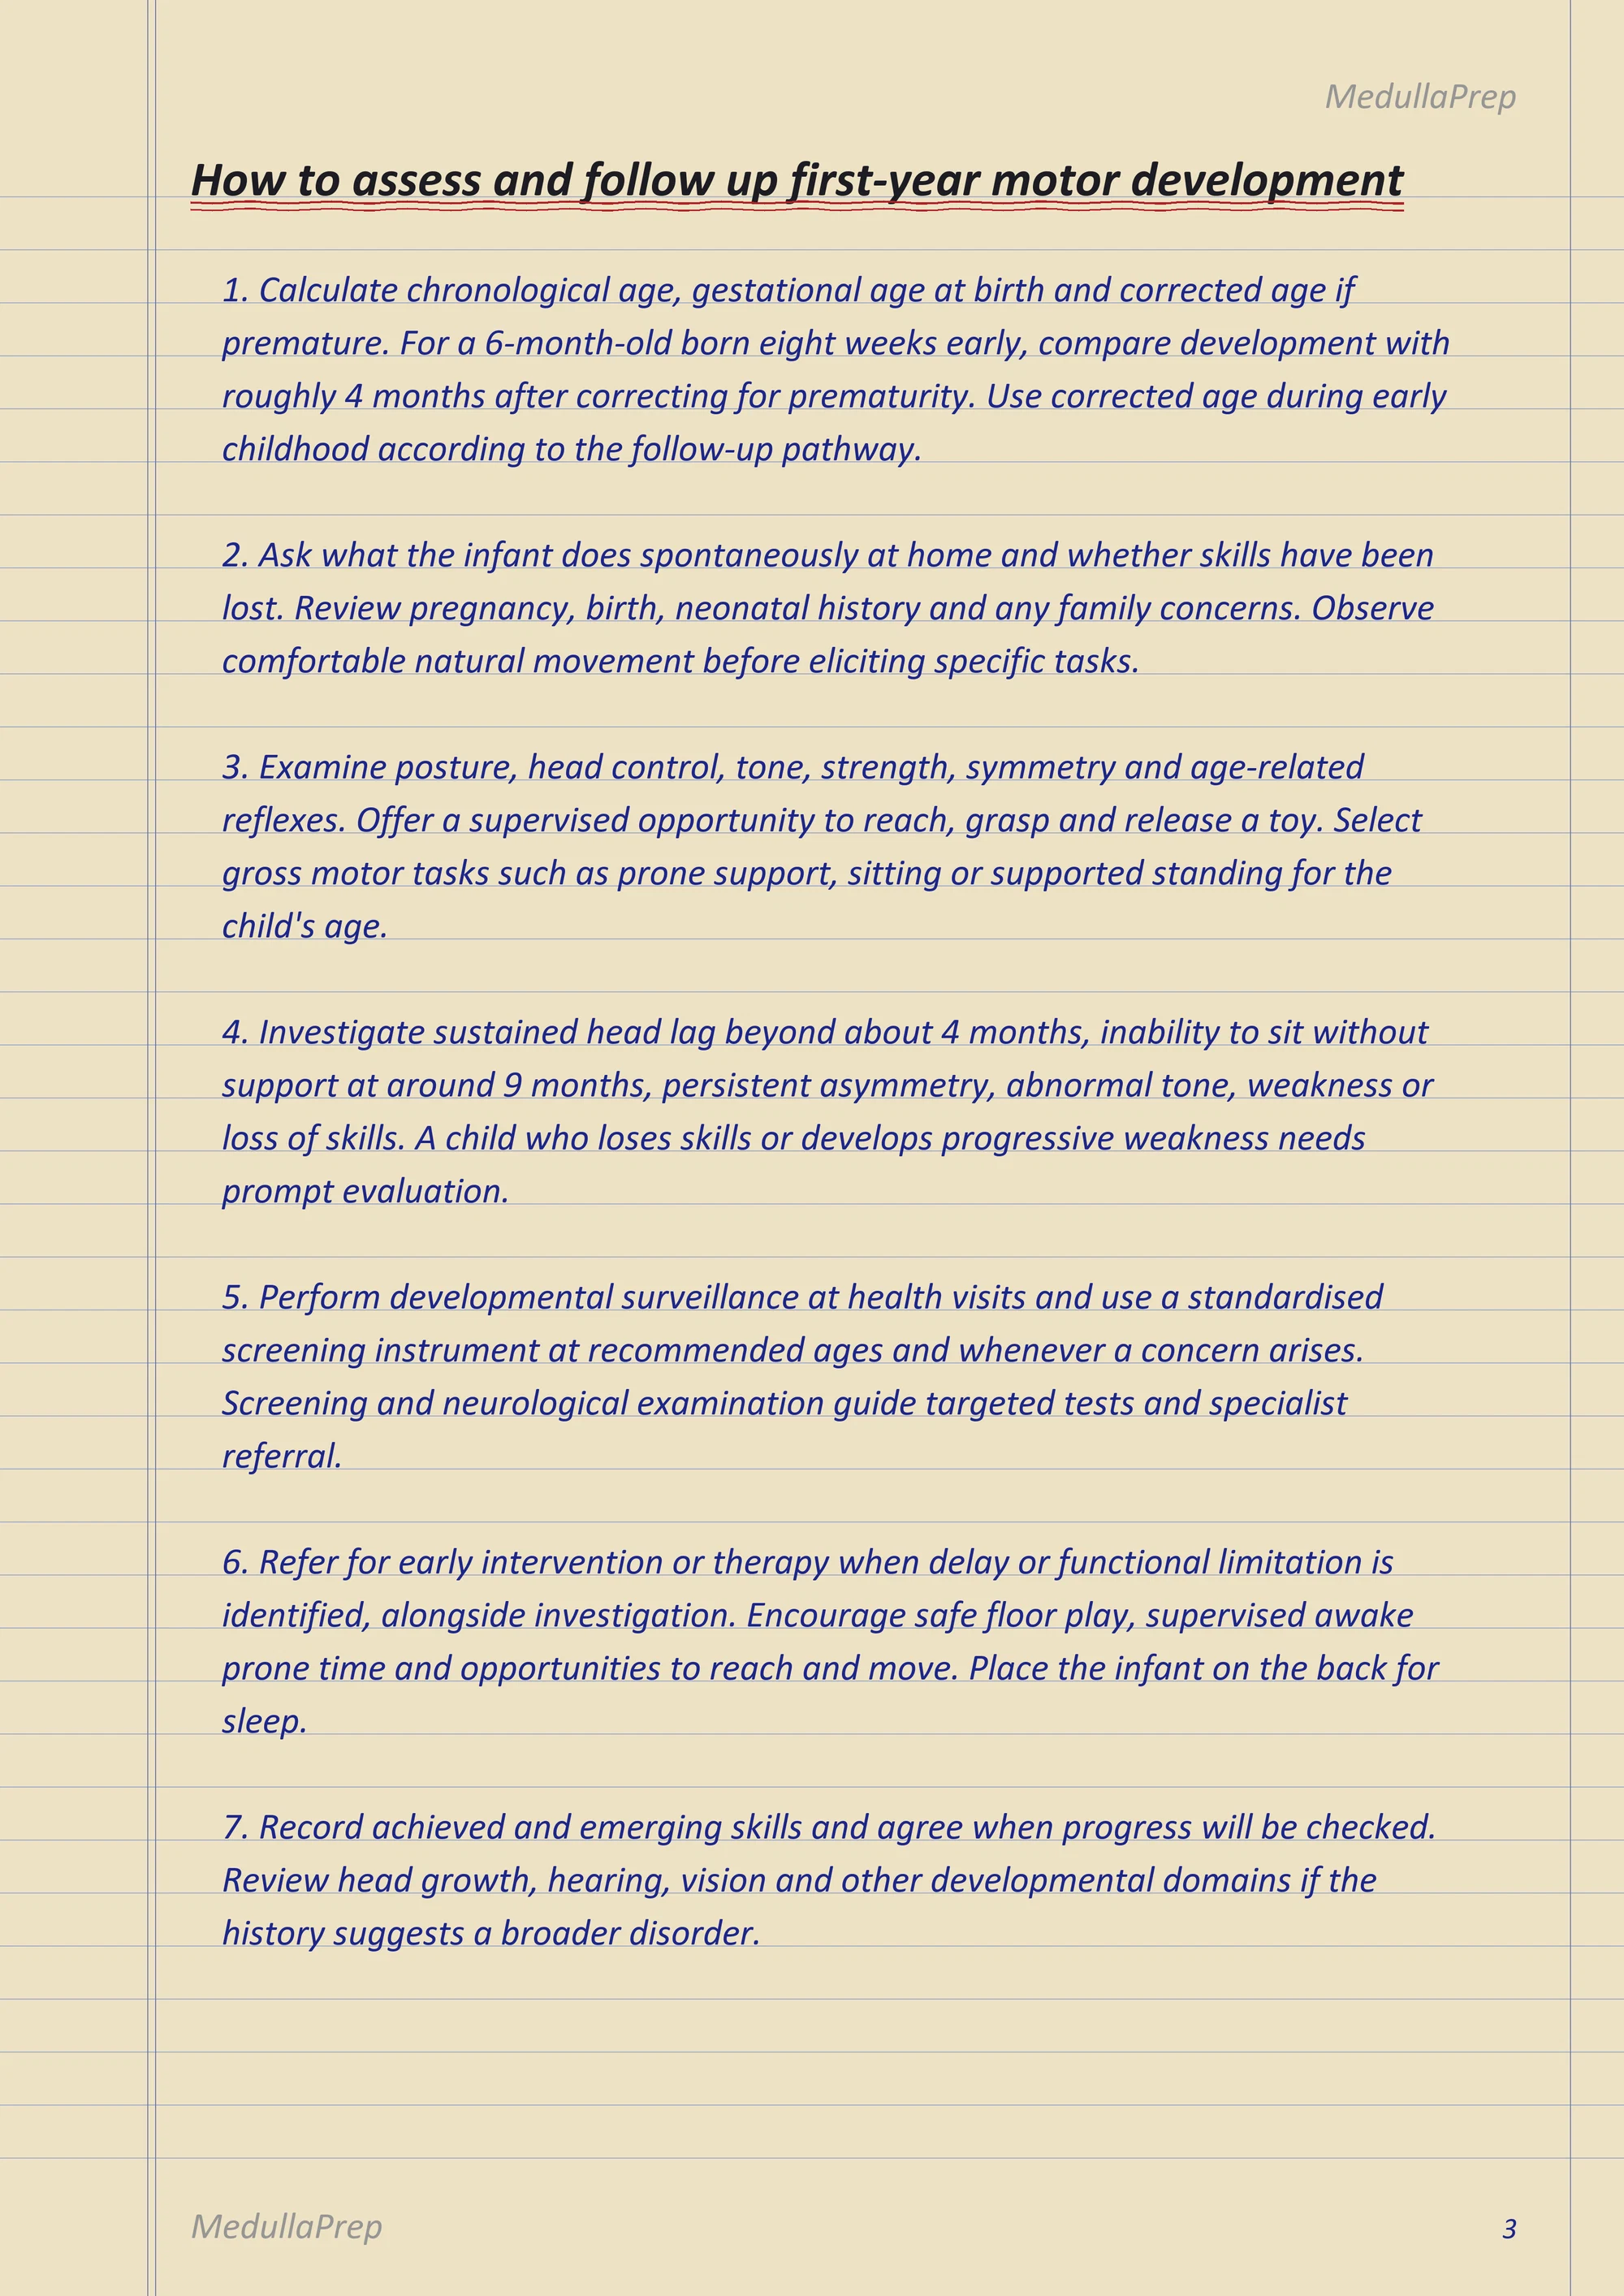 MedullaPrep
How to assess and follow up first-year motor development
1. Calculate chronological age, gestational age at birth and corrected age if
premature. For a 6-month-old born eight weeks early, compare development with
roughly 4 months after correcting for prematurity. Use corrected age during early
childhood according to the follow-up pathway.
2. Ask what the infant does spontaneously at home and whether skills have been
lost. Review pregnancy, birth, neonatal history and any family concerns. Observe
comfortable natural movement before eliciting specific tasks.
3. Examine posture, head control, tone, strength, symmetry and age-related
reflexes. Offer a supervised opportunity to reach, grasp and release a toy. Select
gross motor tasks such as prone support, sitting or supported standing for the
child's age.
4. Investigate sustained head lag beyond about 4 months, inability to sit without
support at around 9 months, persistent asymmetry, abnormal tone, weakness or
loss of skills. A child who loses skills or develops progressive weakness needs
prompt evaluation.
5. Perform developmental surveillance at health visits and use a standardised
screening instrument at recommended ages and whenever a concern arises.
Screening and neurological examination guide targeted tests and specialist
referral.
6. Refer for early intervention or therapy when delay or functional limitation is
identified, alongside investigation. Encourage safe floor play, supervised awake
prone time and opportunities to reach and move. Place the infant on the back for
sleep.
7. Record achieved and emerging skills and agree when progress will be checked.
Review head growth, hearing, vision and other developmental domains if the
history suggests a broader disorder.
MedullaPrep
3